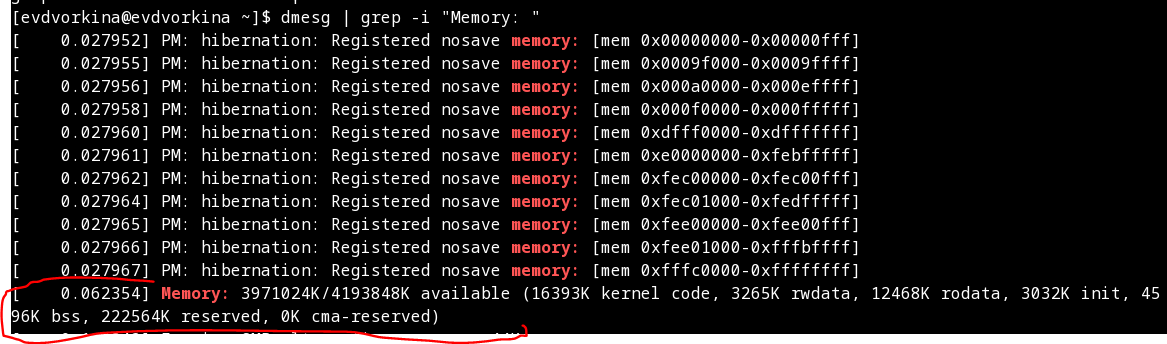 [evdvorkina@evdvorkina ~]$ dmesg | grep -i "Memory: "
[    0.027952] PM: hibernation: Registered nosave memory: [mem 0x00000000-0x00000fff]
[    0.027955] PM: hibernation: Registered nosave memory: [mem 0x0009f000-0x0009ffff]
[    0.027956] PM: hibernation: Registered nosave memory: [mem 0x000a0000-0x000effff]
[    0.027958] PM: hibernation: Registered nosave memory: [mem 0x000f0000-0x000fffff]
[    0.027960] PM: hibernation: Registered nosave memory: [mem 0xdfff0000-0xdfffffff]
[    0.027961] PM: hibernation: Registered nosave memory: [mem 0xe0000000-0xfebfffff]
[    0.027962] PM: hibernation: Registered nosave memory: [mem 0xfec00000-0xfec00fff]
[    0.027964] PM: hibernation: Registered nosave memory: [mem 0xfec01000-0xfedfffff]
[    0.027965] PM: hibernation: Registered nosave memory: [mem 0xfee00000-0xfee00fff]
[    0.027966] PM: hibernation: Registered nosave memory: [mem 0xfee01000-0xfffbffff]
[    0.027967] PM: hibernation: Registered nosave memory: [mem 0xfffc0000-0xffffffff]
[    0.062354] Memory: 3971024K/4193848K available (16393K kernel code, 3265K rwdata, 12468K rodata, 3032K init, 45
96K bss, 222564K reserved, 0K cma-reserved)